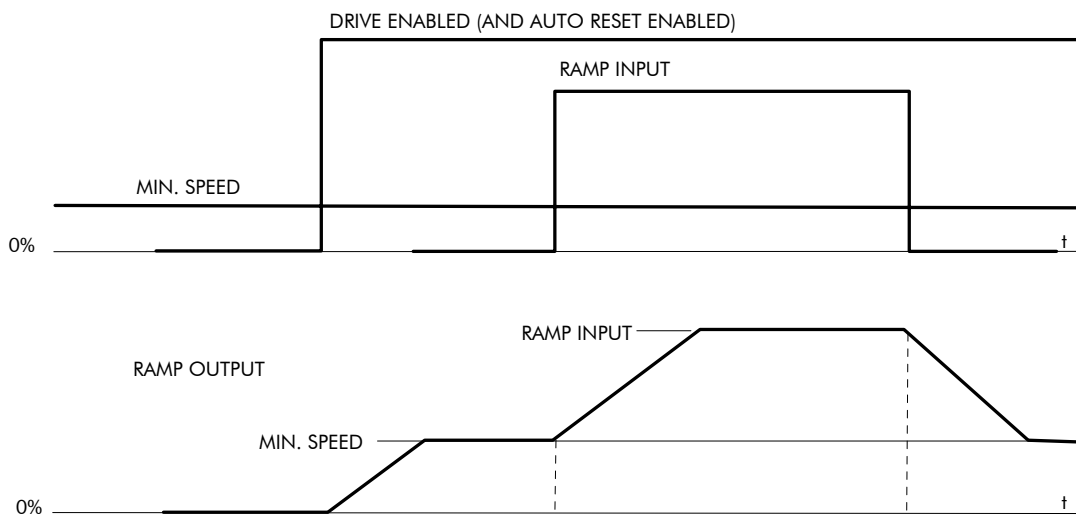 DRIVE ENABLED (AND AUTO RESET ENABLED)
RAMP INPUT
MIN. SPEED
0%
t
RAMP INPUT
RAMP OUTPUT
MIN. SPEED
0%
t